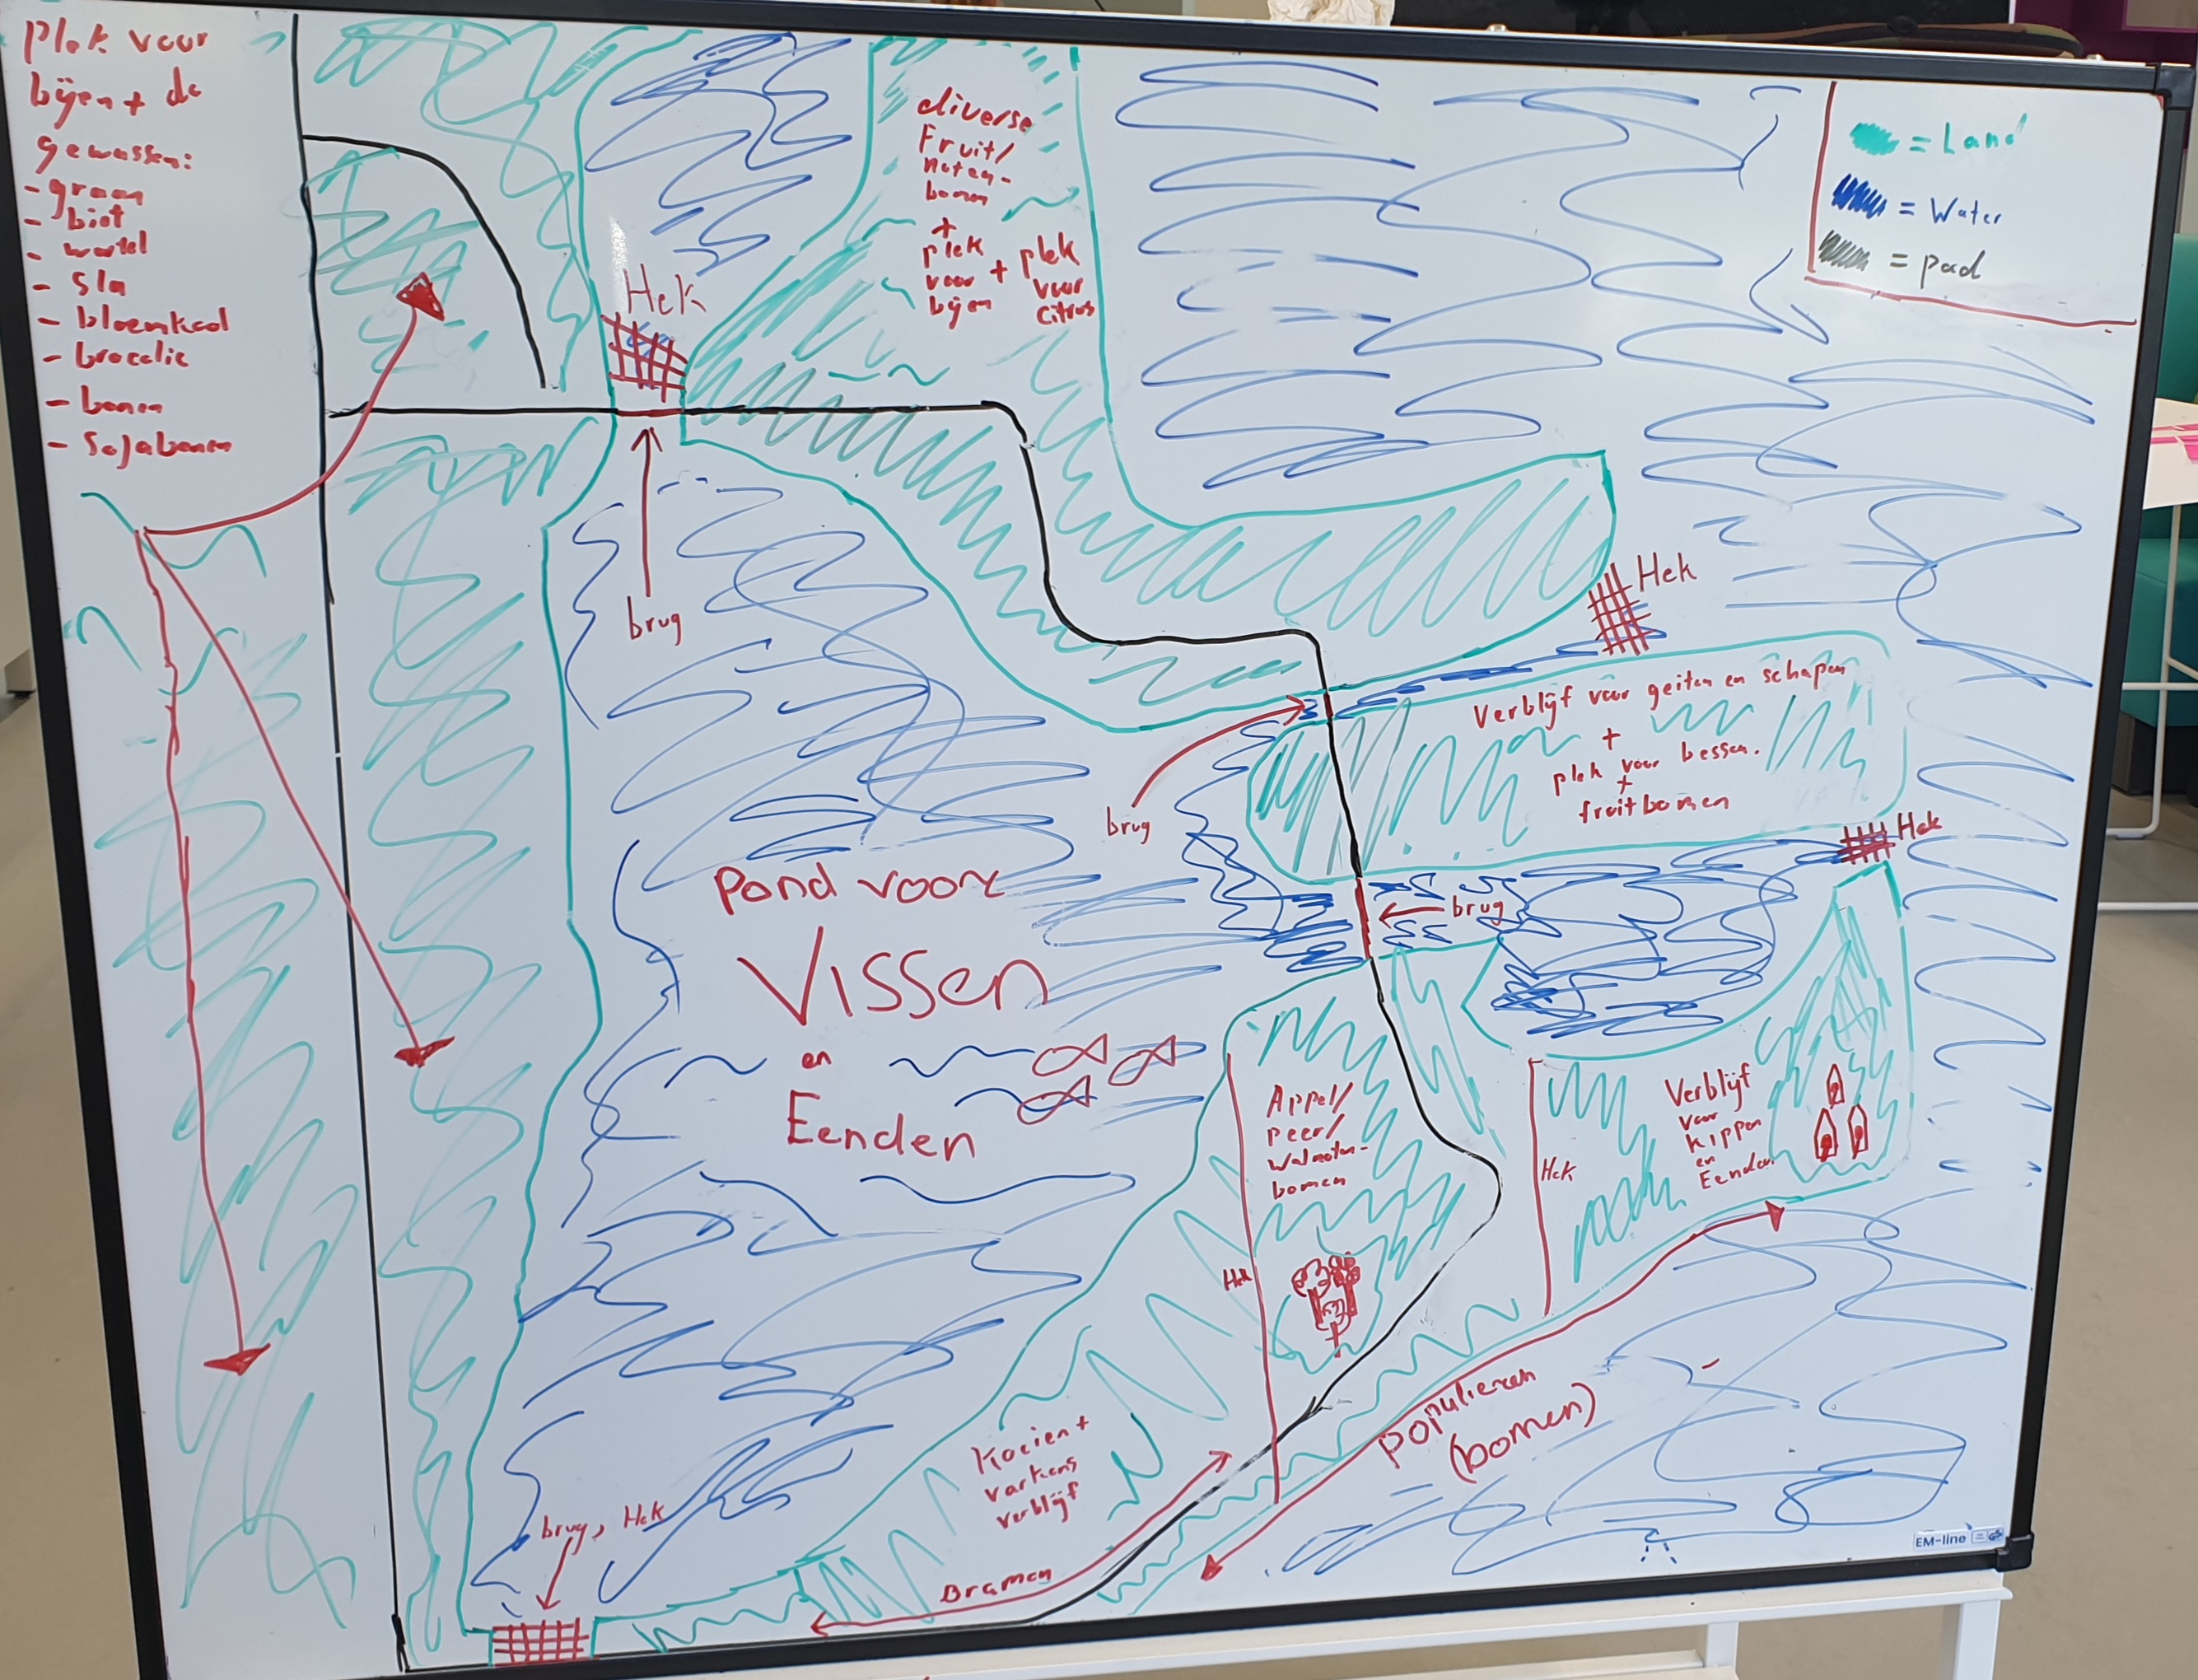 plek voor
bijen + de
gewassen:
- graan
- biet
- wortel
- Sla
- bloemkool
- brocolie
- bonen
- Sojabonen
diverse
Fruit/
noten-
bomen
+
plek
voor
bijen
+ plek
voor
citrus
= Land
= Water
= pad
Hek
brug
Hek
Verblijf voor geiten en schapen
+
plek voor bessen.
+
fruitbomen
brug
Hek
brug
Pond voor
Vissen
en
Eenden
Appel/
peer/
Walnoten-
bomen
Hek
Hek
Verblijf
voor
kippen
en
Eenden
populieren
(bomen)
Koeien +
varkens
verblijf
brug, Hek
Bramen
EM-line
GS